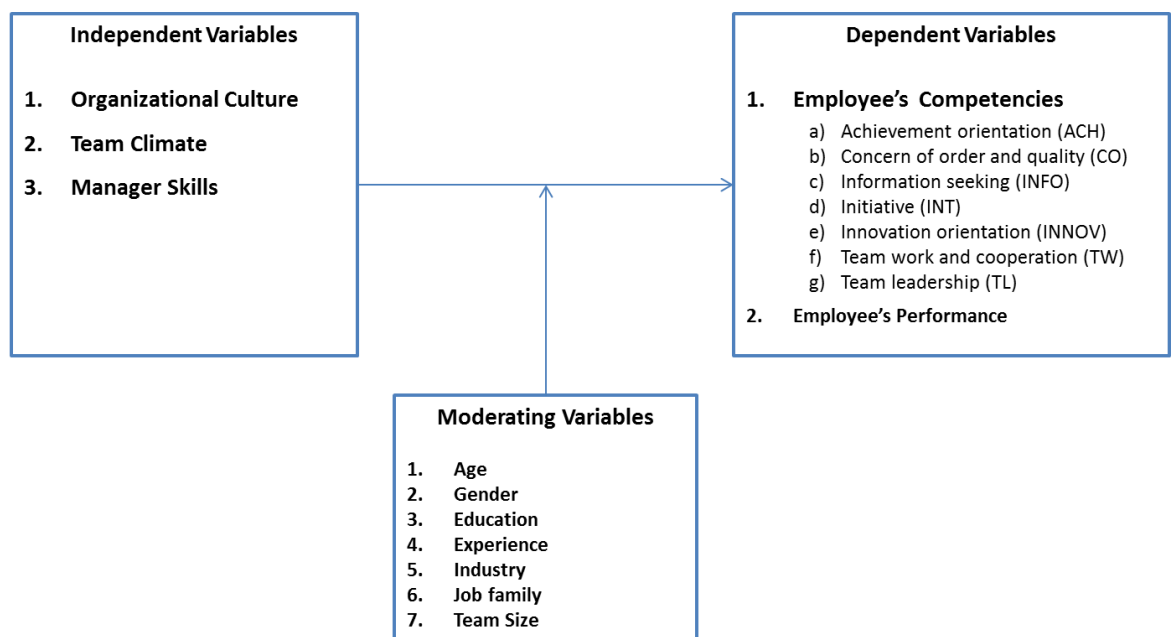 Independent Variables
1. Organizational Culture
2. Team Climate
3. Manager Skills
Dependent Variables
1. Employee’s Competencies
a) Achievement orientation (ACH)
b) Concern of order and quality (CO)
c) Information seeking (INFO)
d) Initiative (INT)
e) Innovation orientation (INNOV)
f) Team work and cooperation (TW)
g) Team leadership (TL)
2. Employee’s Performance
Moderating Variables
1. Age
2. Gender
3. Education
4. Experience
5. Industry
6. Job family
7. Team Size